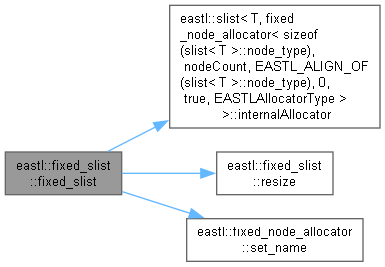 eastl::slist< T, fixed
_node_allocator< sizeof
(slist< T >::node_type),
nodeCount, EASTL_ALIGN_OF
(slist< T >::node_type), 0,
true, EASTLAllocatorType >
>::internalAllocator
eastl::fixed_slist
::fixed_slist
eastl::fixed_slist
::resize
eastl::fixed_node_allocator
::set_name